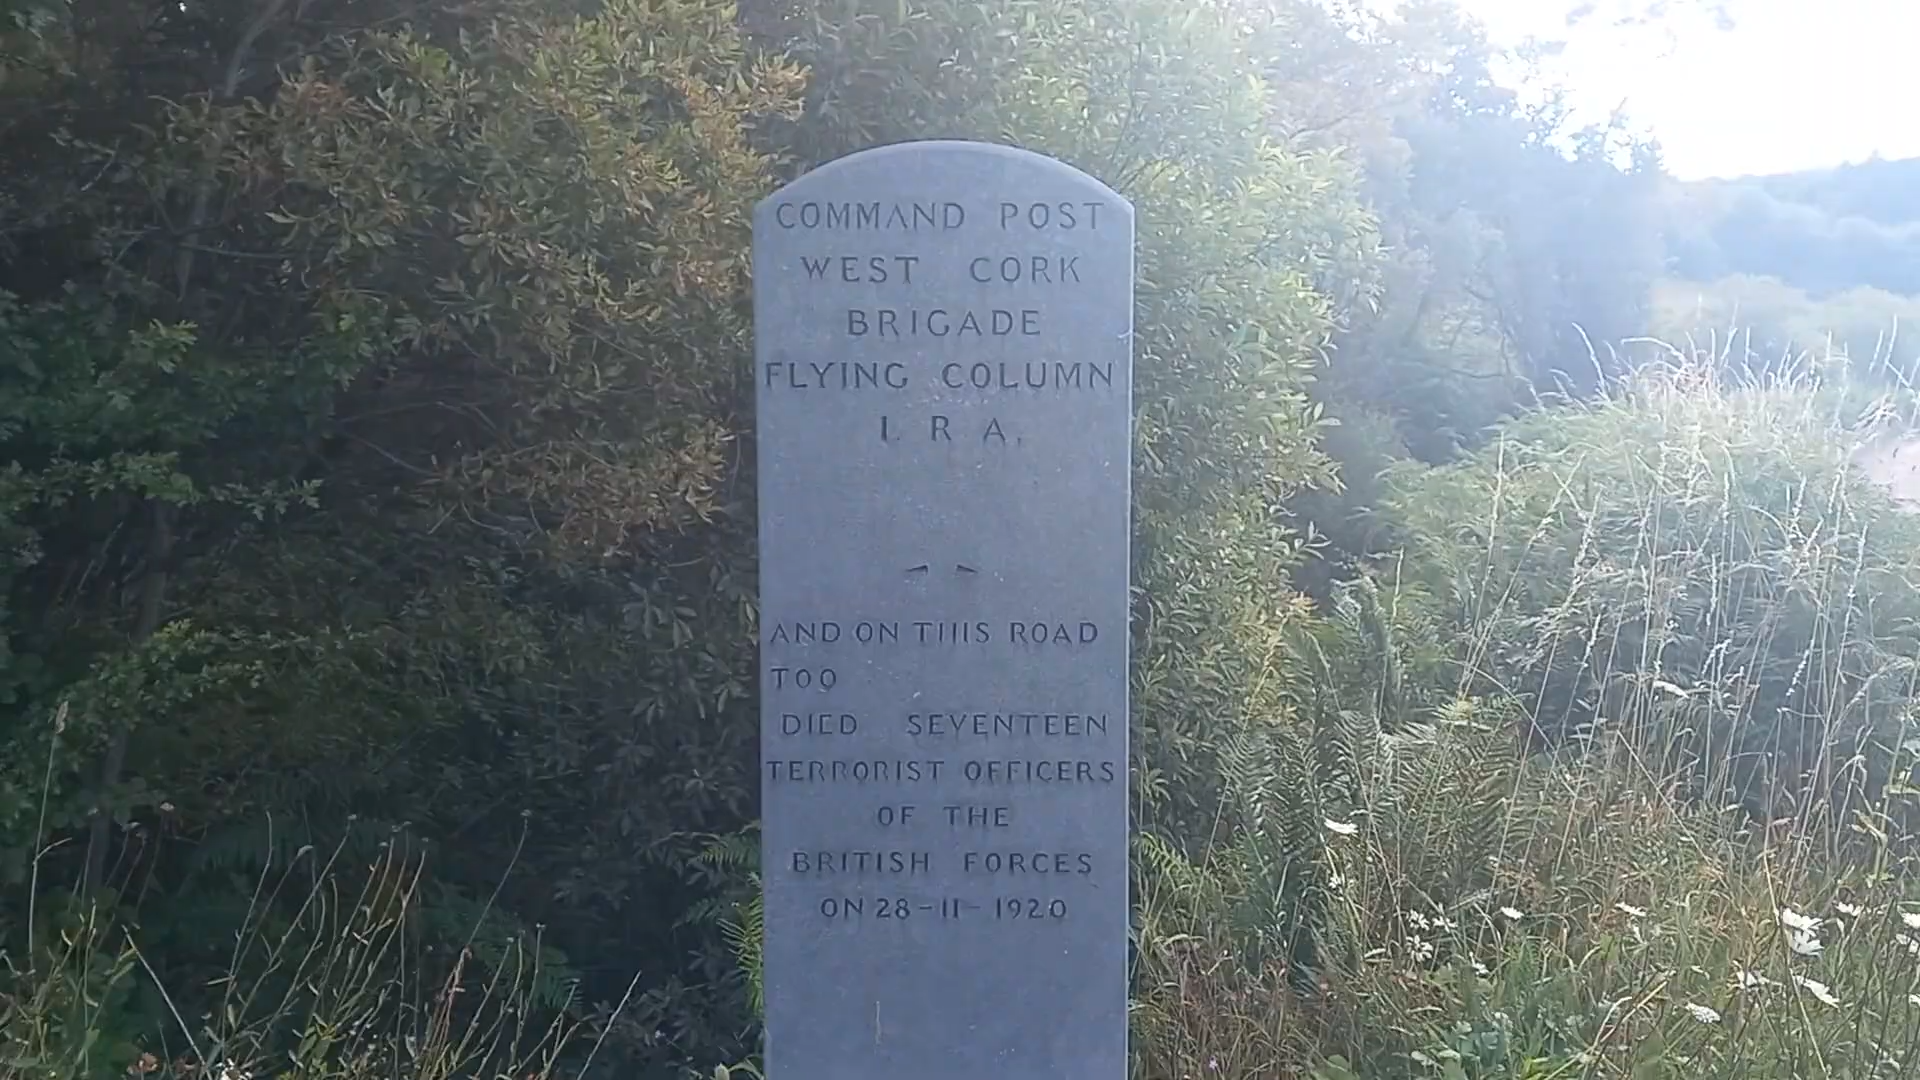 COMMAND POST
WEST CORK
BRIGADE
FLYING COLUMN
I. R A.
AND ON THIS ROAD
TOO
DIED SEVENTEEN
TERRORIST OFFICERS
OF THE
BRITISH FORCES
ON 28-11-1920